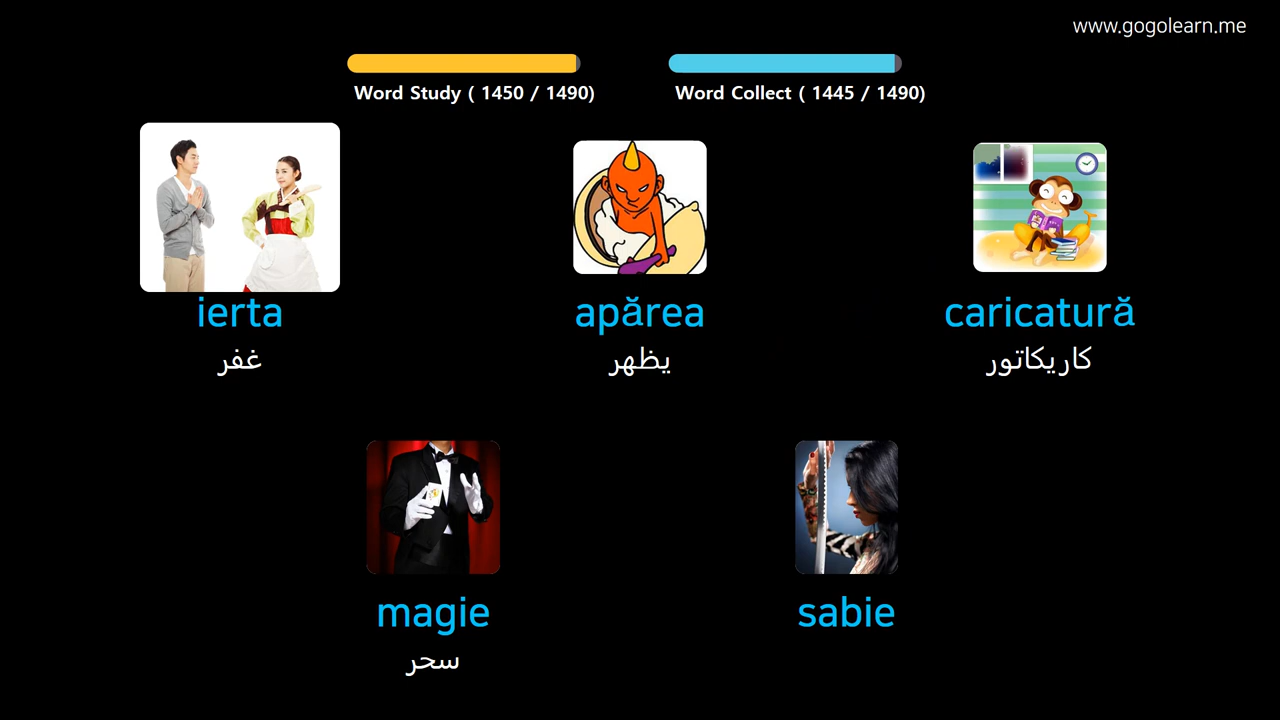 www.gogolearn.me
Word Study ( 1450 / 1490)
Word Collect ( 1445 / 1490)
ierta
غفر
apărea
يظهر
caricatură
كاريكاتور
magie
سحر
sabie